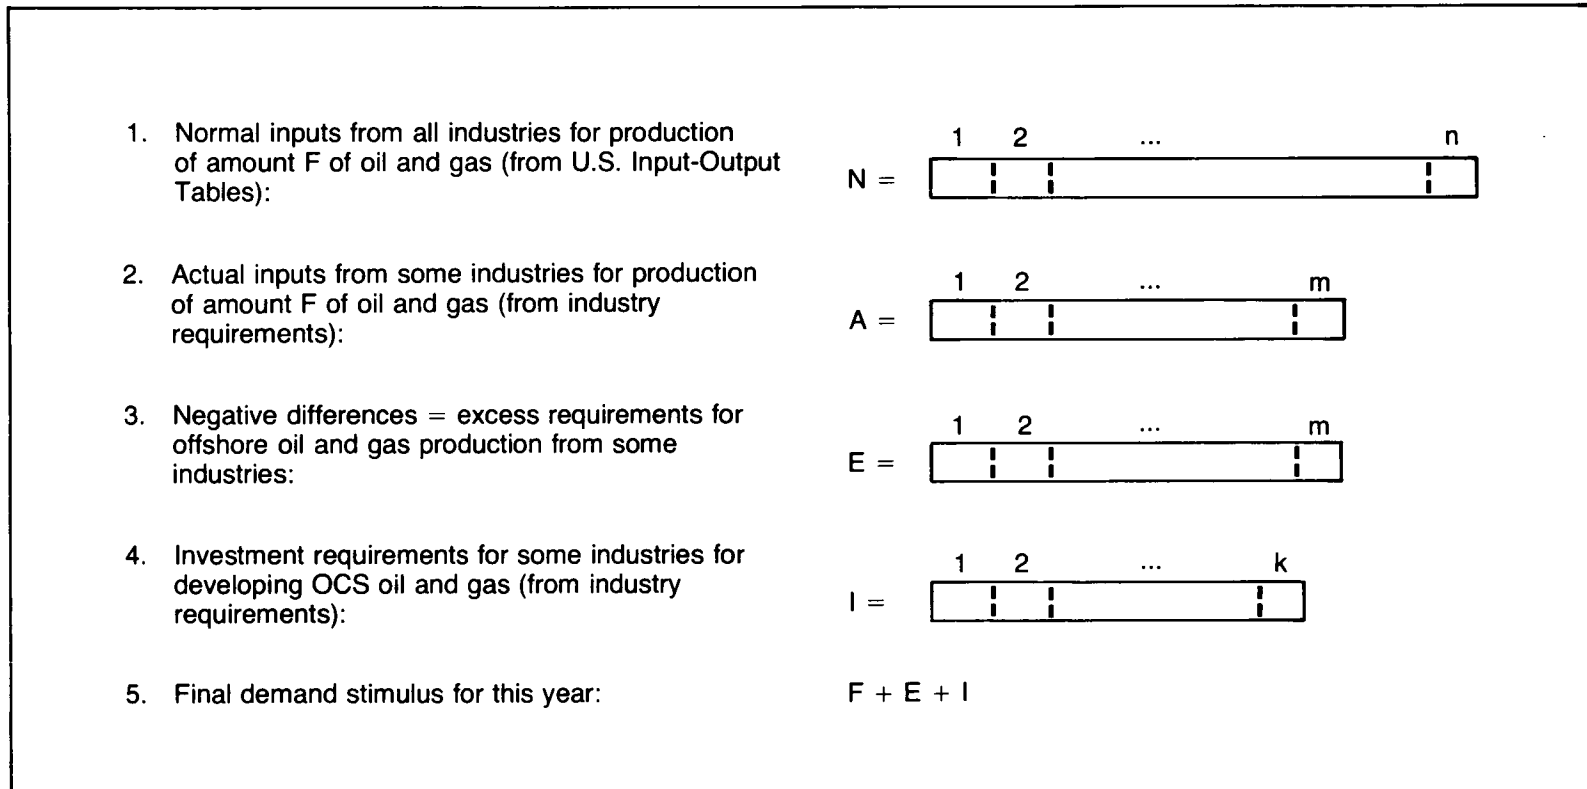 1. Normal inputs from all industries for production
of amount F of oil and gas (from U.S. Input-Output
Tables):
1 2 ... n
N =
2. Actual inputs from some industries for production
of amount F of oil and gas (from industry
requirements):
1 2 ... m
A =
3. Negative differences = excess requirements for
offshore oil and gas production from some
industries:
1 2 ... m
E =
4. Investment requirements for some industries for
developing OCS oil and gas (from industry
requirements):
1 2 ... k
I =
5. Final demand stimulus for this year:
F + E + I